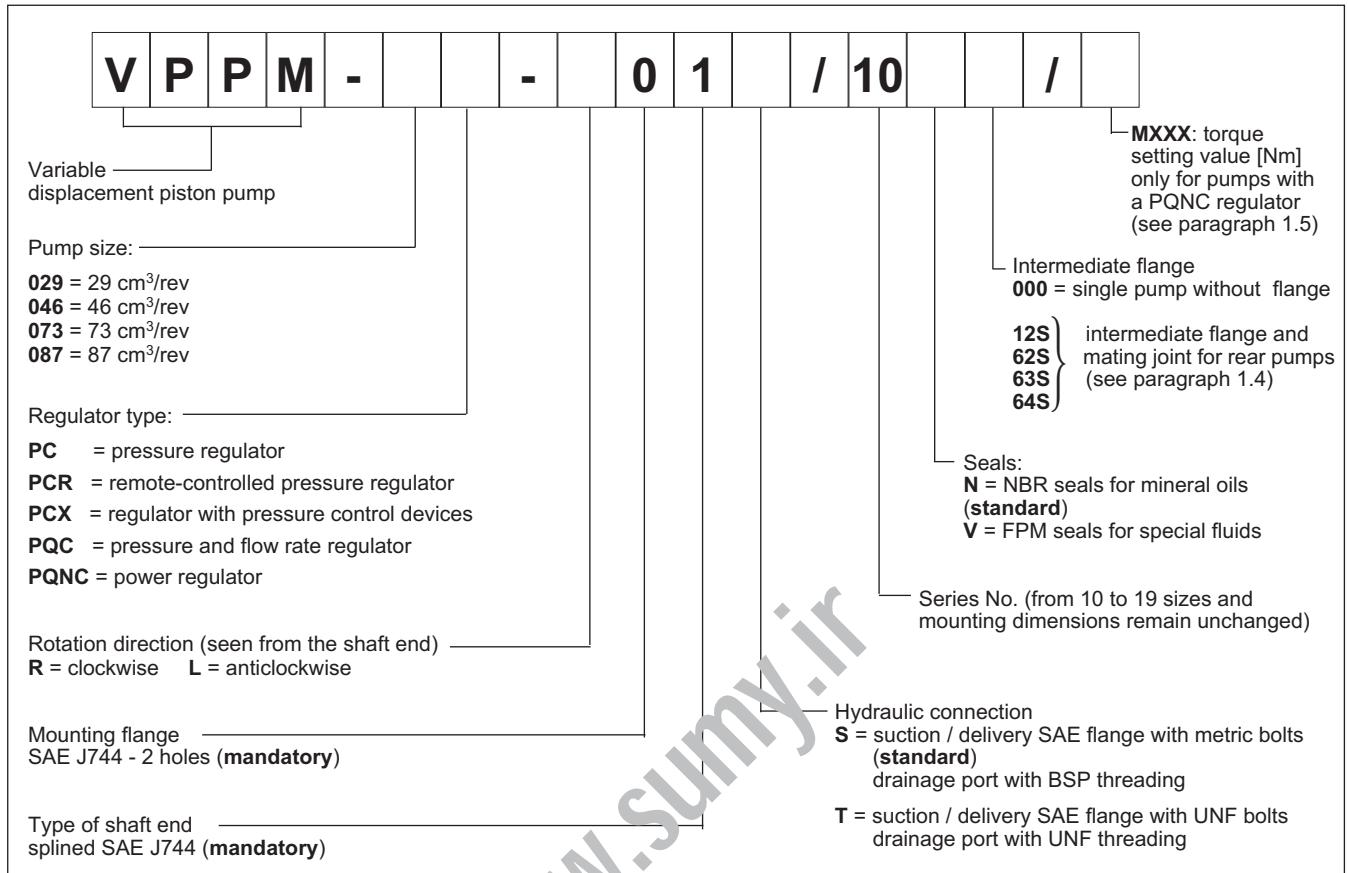 V P P M - - 0 1 / 10 /
Variable
displacement piston pump
Pump size:
029 = 29 cm³/rev
046 = 46 cm³/rev
073 = 73 cm³/rev
087 = 87 cm³/rev
Regulator type:
PC = pressure regulator
PCR = remote-controlled pressure regulator
PCX = regulator with pressure control devices
PQC = pressure and flow rate regulator
PQNC = power regulator
Rotation direction (seen from the shaft end)
R = clockwise L = anticlockwise
Mounting flange
SAE J744 - 2 holes (mandatory)
Type of shaft end
splined SAE J744 (mandatory)
MXXX: torque
setting value [Nm]
only for pumps with
a PQNC regulator
(see paragraph 1.5)
Intermediate flange
000 = single pump without flange
12S intermediate flange and
62S mating joint for rear pumps
63S (see paragraph 1.4)
64S
Seals:
N = NBR seals for mineral oils
(standard)
V = FPM seals for special fluids
Series No. (from 10 to 19 sizes and
mounting dimensions remain unchanged)
Hydraulic connection
S = suction / delivery SAE flange with metric bolts
(standard)
drainage port with BSP threading
T = suction / delivery SAE flange with UNF bolts
drainage port with UNF threading
w.sumy.ir